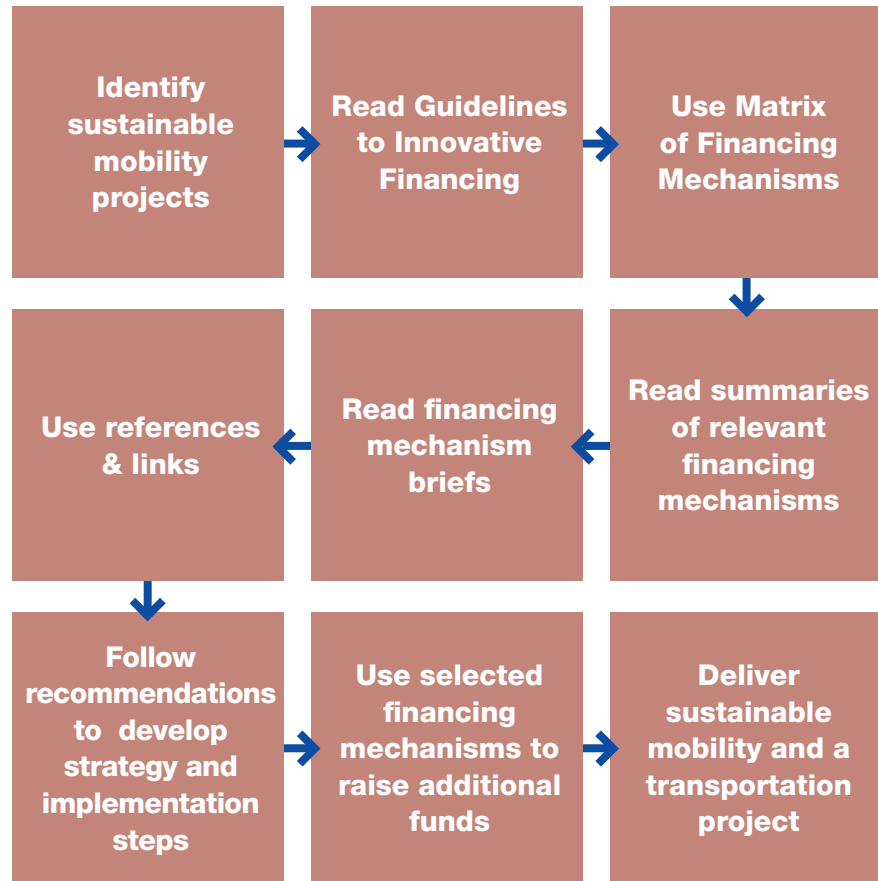 Identify
sustainable
mobility
projects
Read Guidelines
to Innovative
Financing
Use Matrix
of Financing
Mechanisms
Read summaries
of relevant
financing
mechanisms
Read financing
mechanism
briefs
Use references
& links
Follow
recommendations
to develop
strategy and
implementation
steps
Use selected
financing
mechanisms to
raise additional
funds
Deliver
sustainable
mobility and a
transportation
project